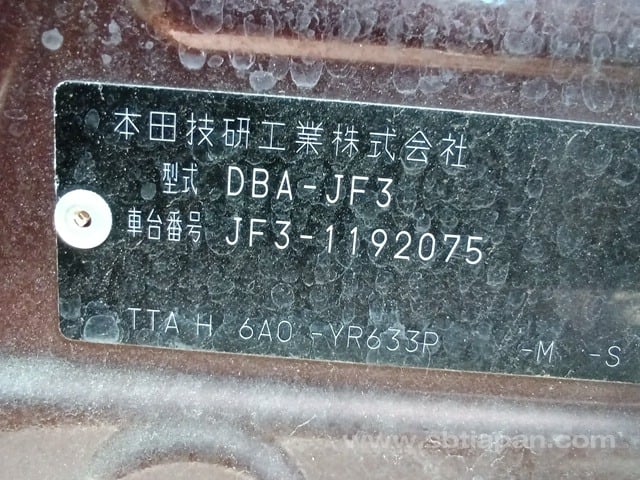 本田技研工業株式会社
型式 DBA-JF3
車台番号 JF3-1192075
TTA H 6A0 -YR633P -M -S
www.sbtjapan.com